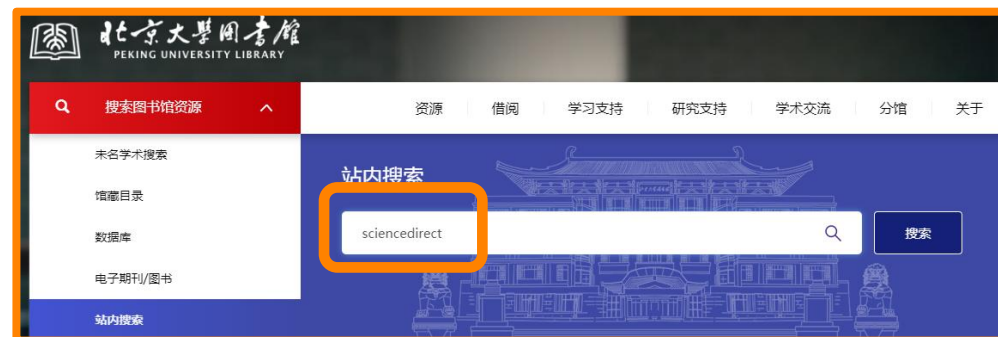 北京大學圖書館
PEKING UNIVERSITY LIBRARY
搜索图书馆资源
资源 借阅 学习支持 研究支持 学术交流 分馆 关于
未名学术搜索
馆藏目录
数据库
电子期刊/图书
站内搜索
站内搜索
sciencedirect
搜索